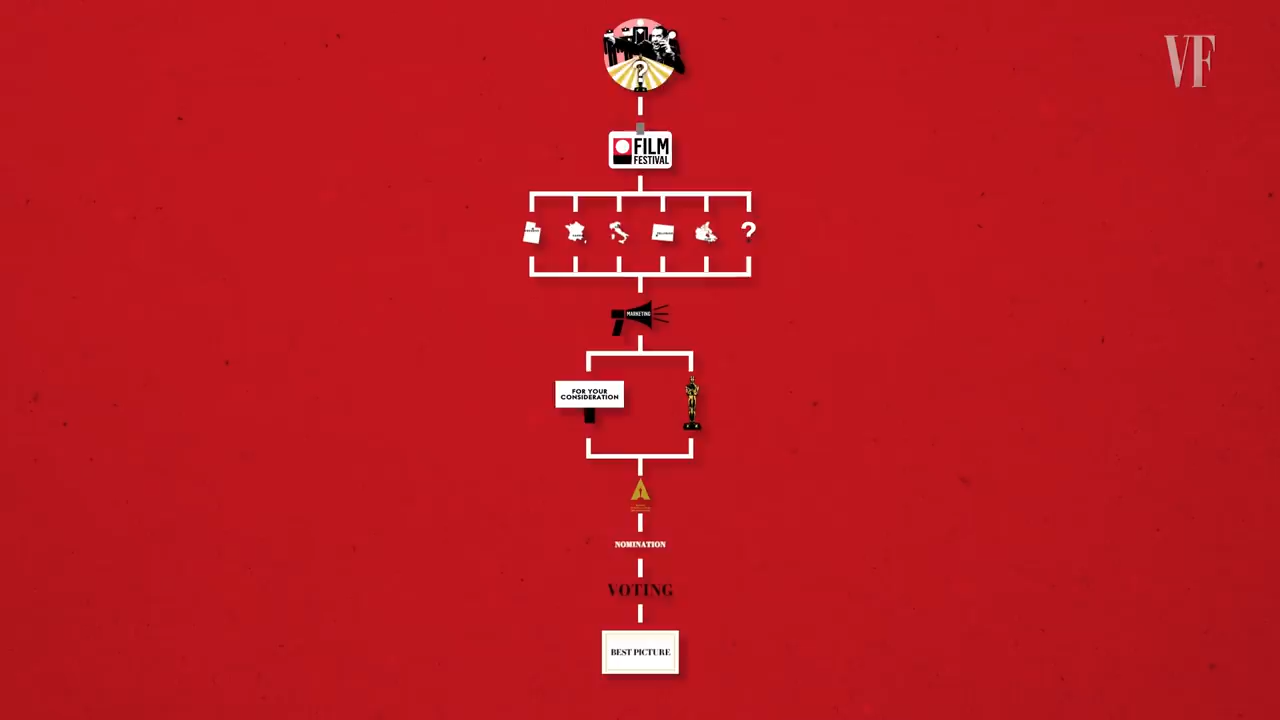 VF
?
FILM
FESTIVAL
?
MARKETING
FOR YOUR
CONSIDERATION
NOMINATION
VOTING
BEST PICTURE